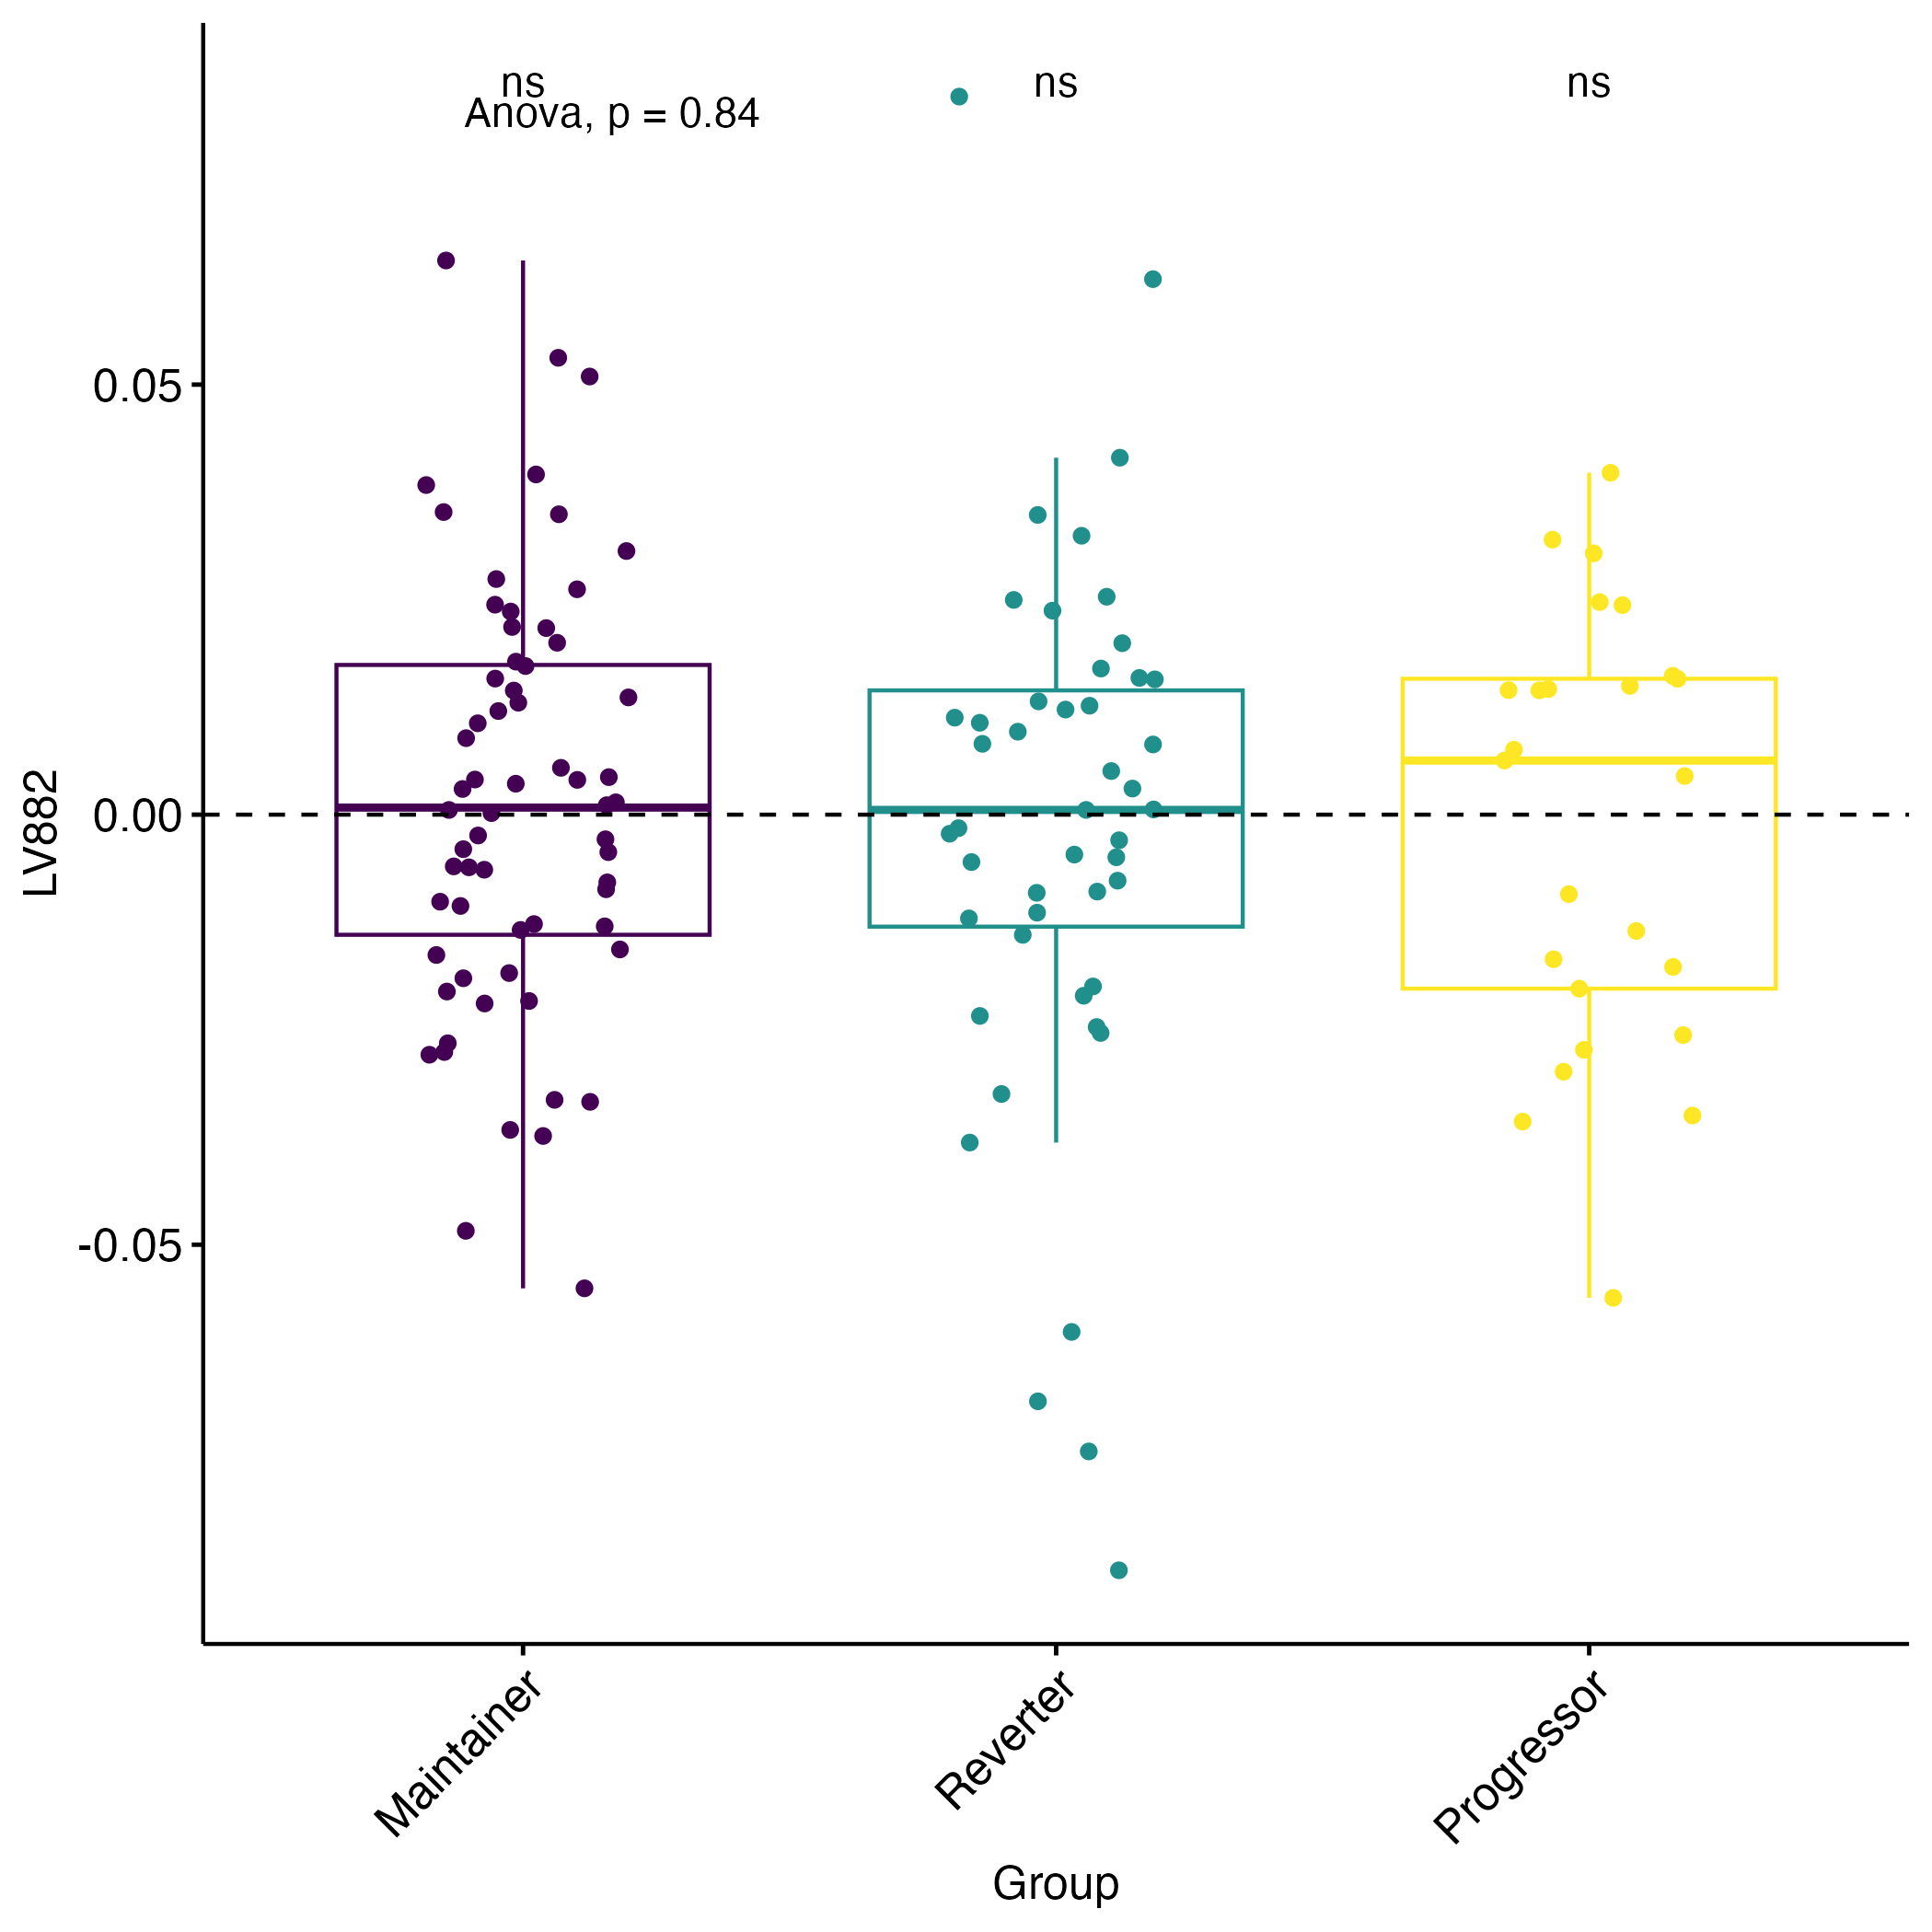 ns ns ns
Anova, p = 0.84
0.05
0.00
-0.05
LV882
Maintainer
Reverter
Progressor
Group